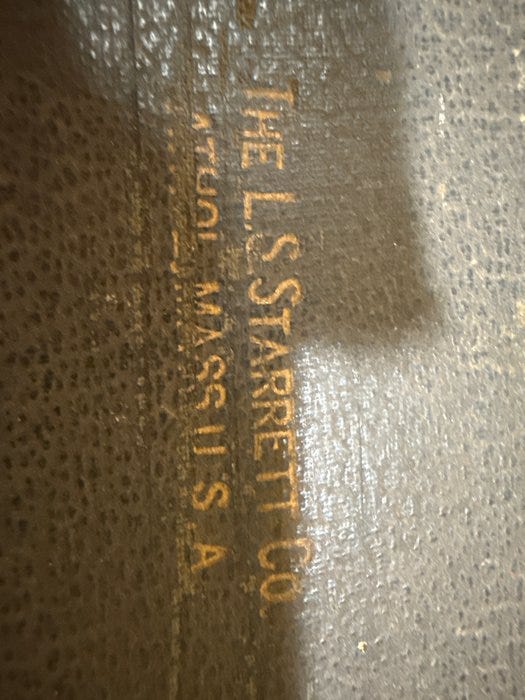 THE L.S. STARRETT CO.
MASS U S A